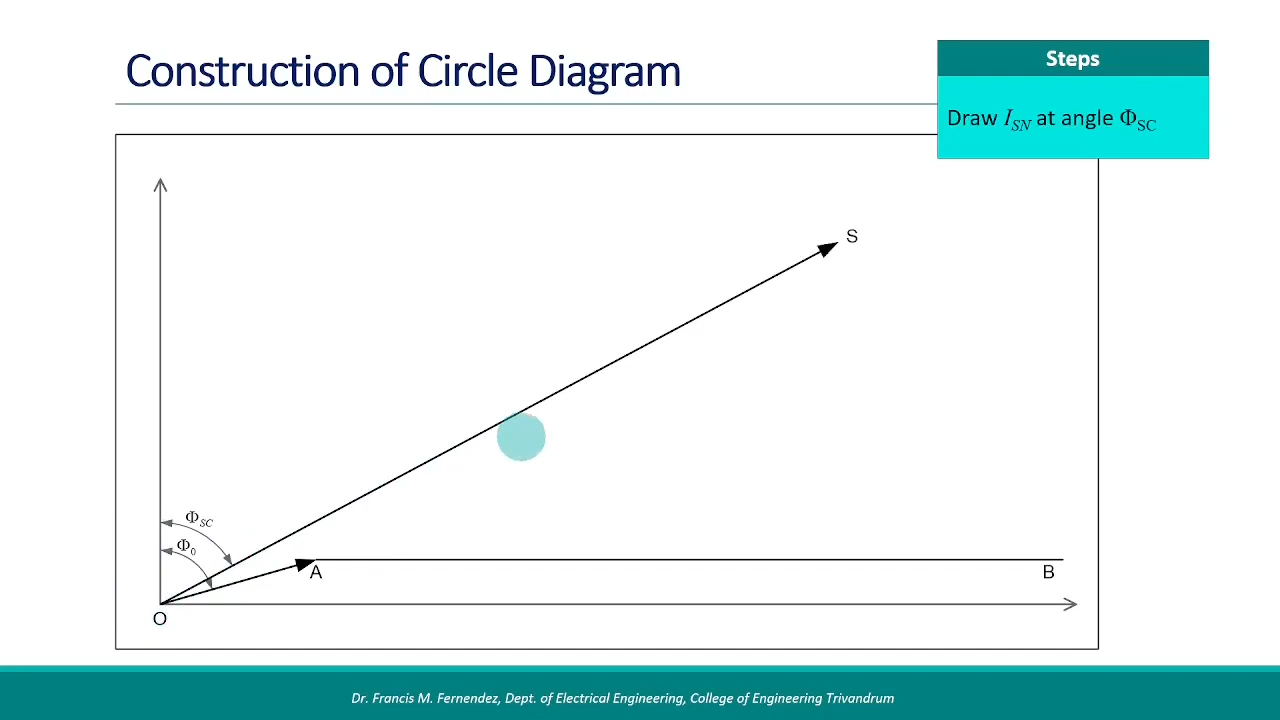 Construction of Circle Diagram
Steps
Draw I_SN at angle Φ_SC
S
Φ_SC
Φ_0
A
B
O
Dr. Francis M. Fernendez, Dept. of Electrical Engineering, College of Engineering Trivandrum